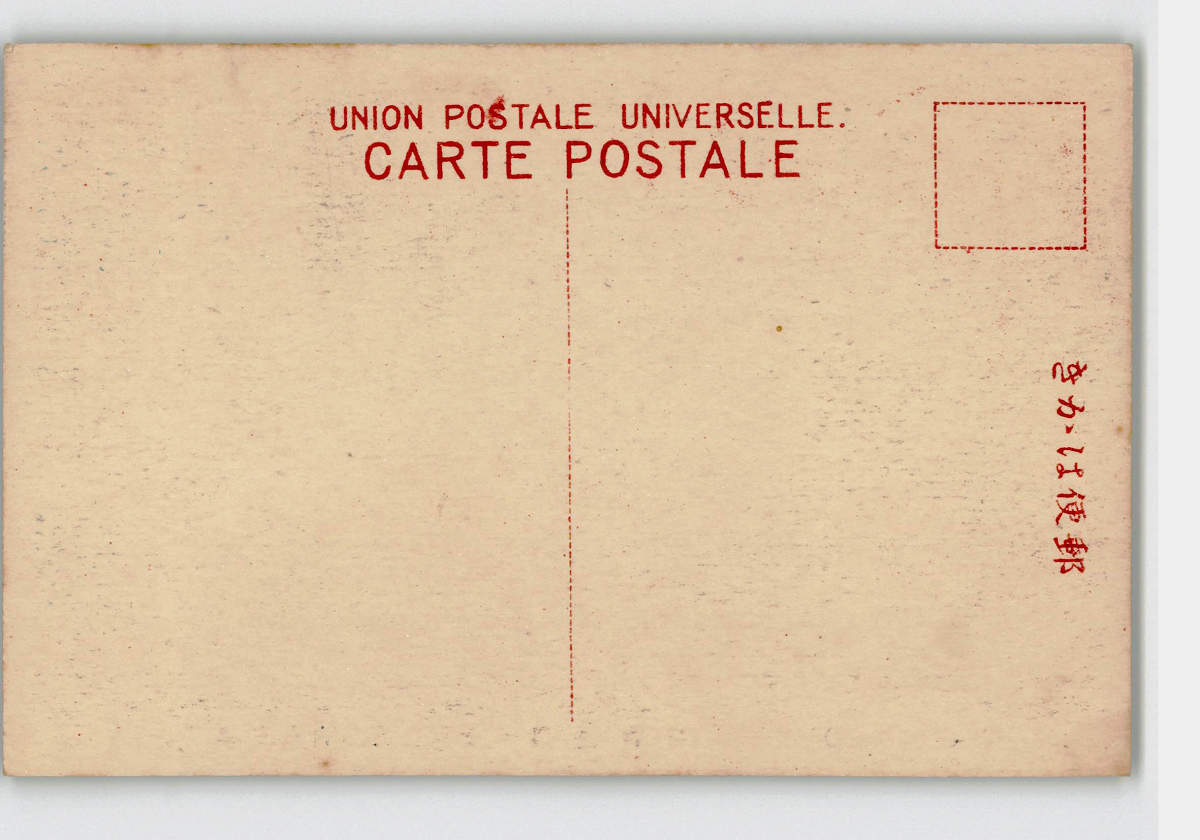 UNION POSTALE UNIVERSELLE.
CARTE POSTALE
郵便はかき